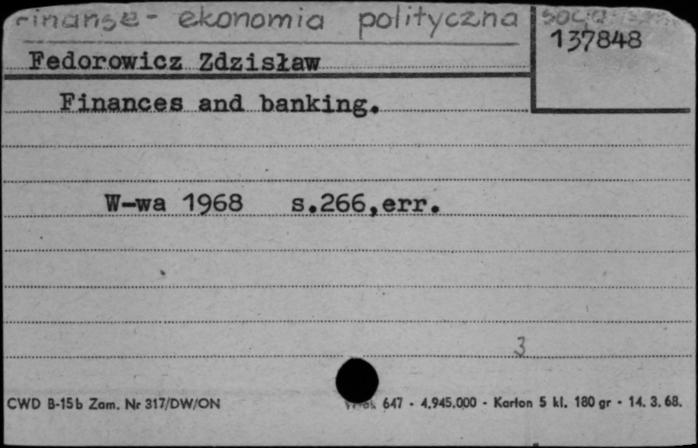 Finanse - ekonomia polityczna
137848
Fedorowicz Zdzisław
Finances and banking.
W-wa 1968 s.266,err.
3
CWD B-15b Zam. Nr 317/DW/ON 647 - 4.945.000 - Karton 5 kl. 180 gr - 14. 3. 68.